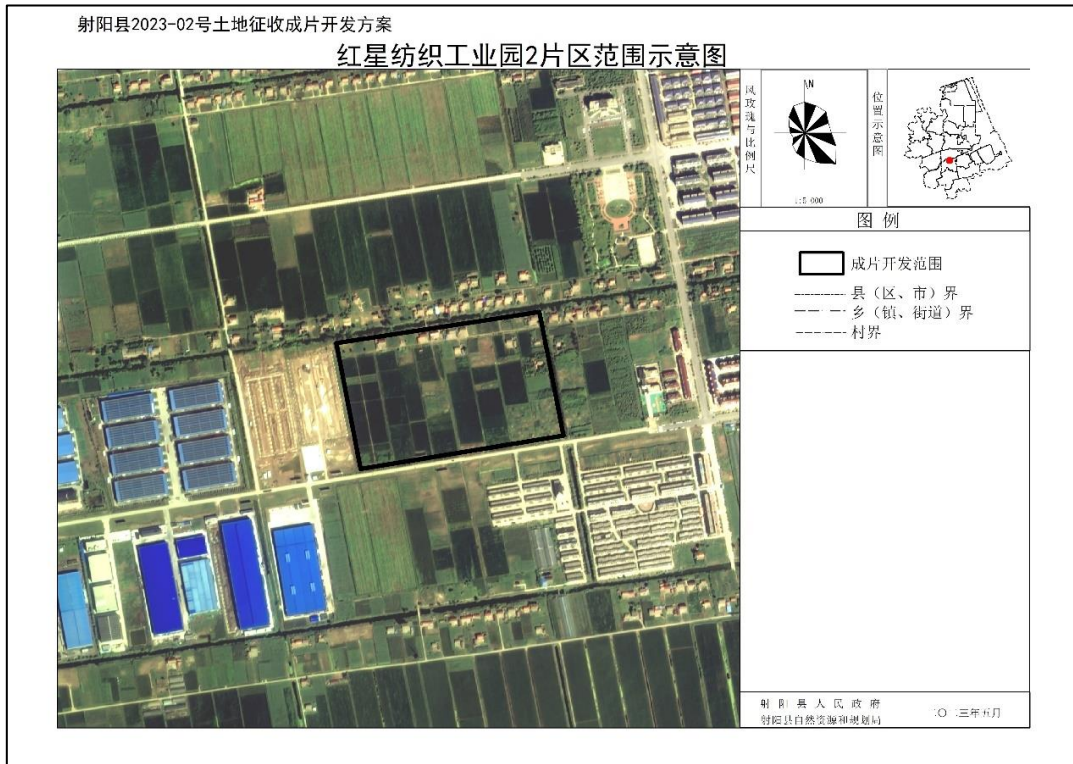 射阳县2023-02号土地征收成片开发方案
红星纺织工业园2片区范围示意图
风玫瑰与比例尺
N
1:5 000
位置示意图
图 例
成片开发范围
县（区、市）界
乡（镇、街道）界
村界
射阳县人民政府
射阳县自然资源和规划局
二〇二三年五月